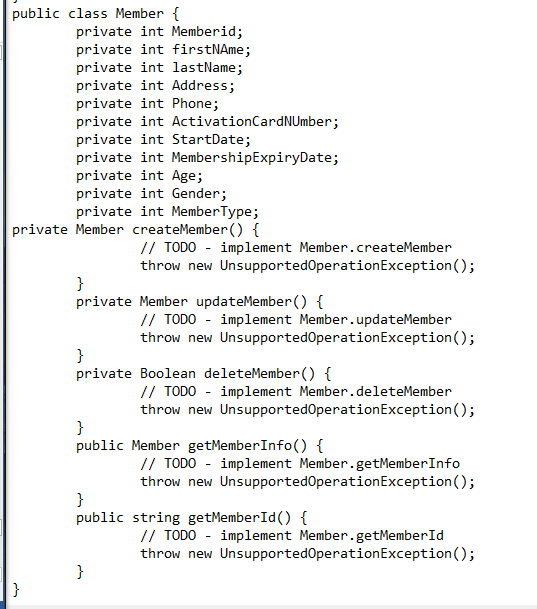 public class Member {
private int Memberid;
private int firstNAme;
private int lastName;
private int Address;
private int Phone;
private int ActivationCardNUmber;
private int StartDate;
private int MembershipExpiryDate;
private int Age;
private int Gender;
private int MemberType;
private Member createMember() {
// TODO - implement Member.createMember
throw new UnsupportedOperationException();
}
private Member updateMember() {
// TODO - implement Member.updateMember
throw new UnsupportedOperationException();
}
private Boolean deleteMember() {
// TODO - implement Member.deleteMember
throw new UnsupportedOperationException();
}
public Member getMemberInfo() {
// TODO - implement Member.getMemberInfo
throw new UnsupportedOperationException();
}
public string getMemberId() {
// TODO - implement Member.getMemberId
throw new UnsupportedOperationException();
}
}